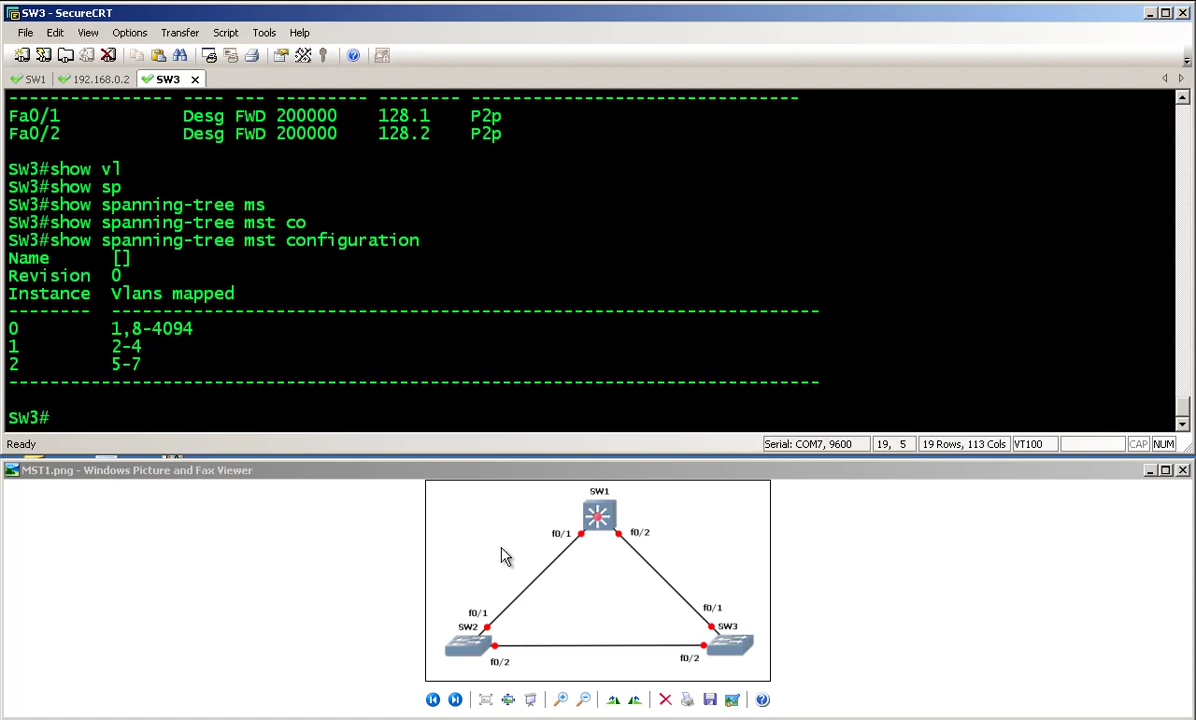 SW3 - SecureCRT
File Edit View Options Transfer Script Tools Help
SW1 192.168.0.2 SW3
--------------- ---- --- --------- -------- --------------------------------
Fa0/1 Desg FWD 200000 128.1 P2p
Fa0/2 Desg FWD 200000 128.2 P2p
SW3#show vl
SW3#show sp
SW3#show spanning-tree ms
SW3#show spanning-tree mst co
SW3#show spanning-tree mst configuration
Name []
Revision 0
Instance Vlans mapped
-------- ---------------------------------------------------------------------
0 1,8-4094
1 2-4
2 5-7
-------------------------------------------------------------------------------
SW3#
Ready Serial: COM7, 9600 19, 5 19 Rows, 113 Cols VT100 CAP NUM
MST1.png - Windows Picture and Fax Viewer
SW1
f0/1 f0/2
f0/1 f0/1
SW2 SW3
f0/2 f0/2